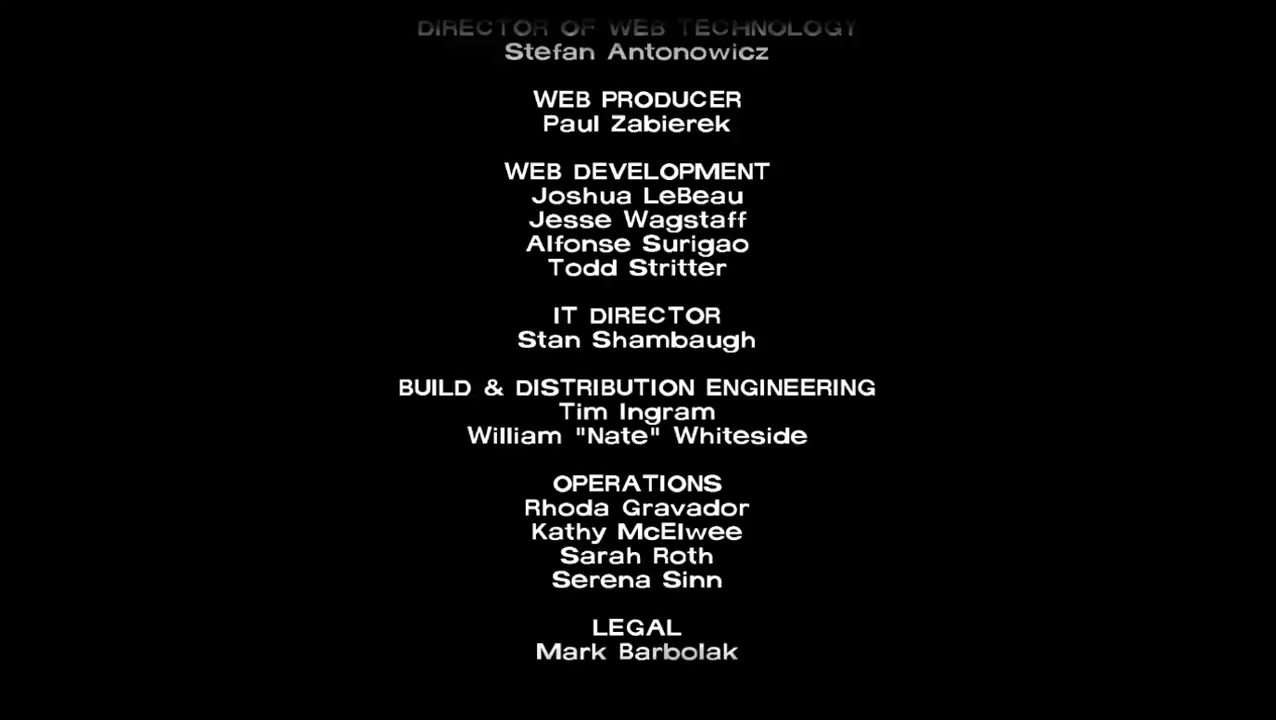 DIRECTOR OF WEB TECHNOLOGY
Stefan Antonowicz
WEB PRODUCER
Paul Zabierek
WEB DEVELOPMENT
Joshua LeBeau
Jesse Wagstaff
Alfonse Surigao
Todd Stritter
IT DIRECTOR
Stan Shambaugh
BUILD & DISTRIBUTION ENGINEERING
Tim Ingram
William "Nate" Whiteside
OPERATIONS
Rhoda Gravador
Kathy McElwee
Sarah Roth
Serena Sinn
LEGAL
Mark Barbolak